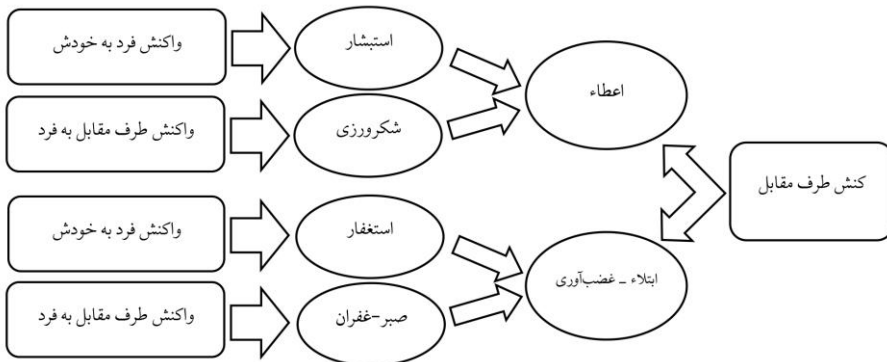 کنش طرف مقابل
اعطاء
استبشار
واکنش فرد به خودش
شکرورزی
واکنش طرف مقابل به فرد
ابتلاء – غضب‌آوری
استغفار
واکنش فرد به خودش
صبر-غفران
واکنش طرف مقابل به فرد